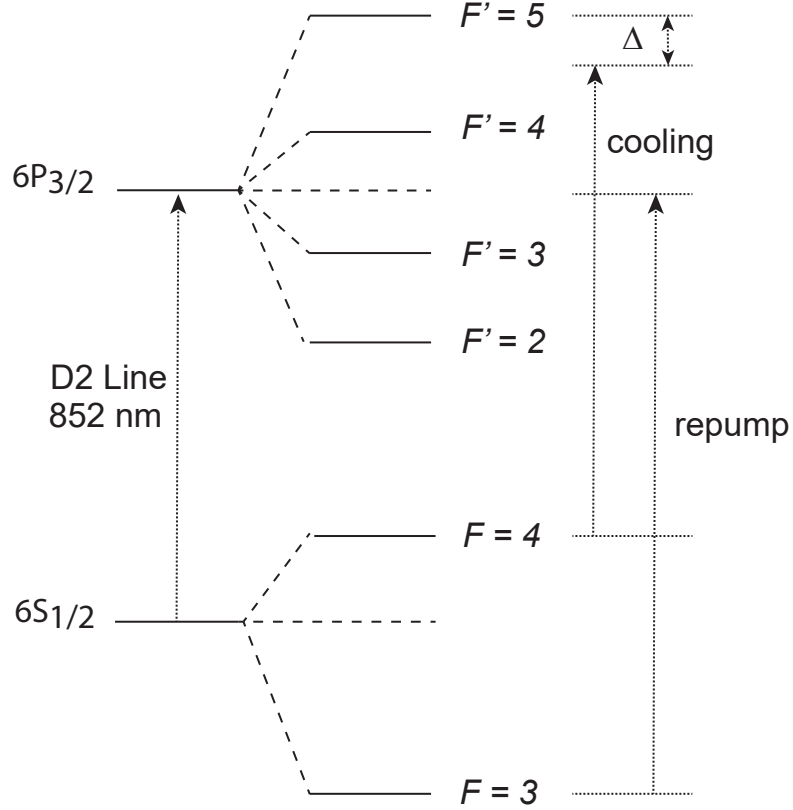 F’ = 5
Δ
F’ = 4
cooling
6P3/2
F’ = 3
F’ = 2
D2 Line
852 nm
repump
F = 4
6S1/2
F = 3